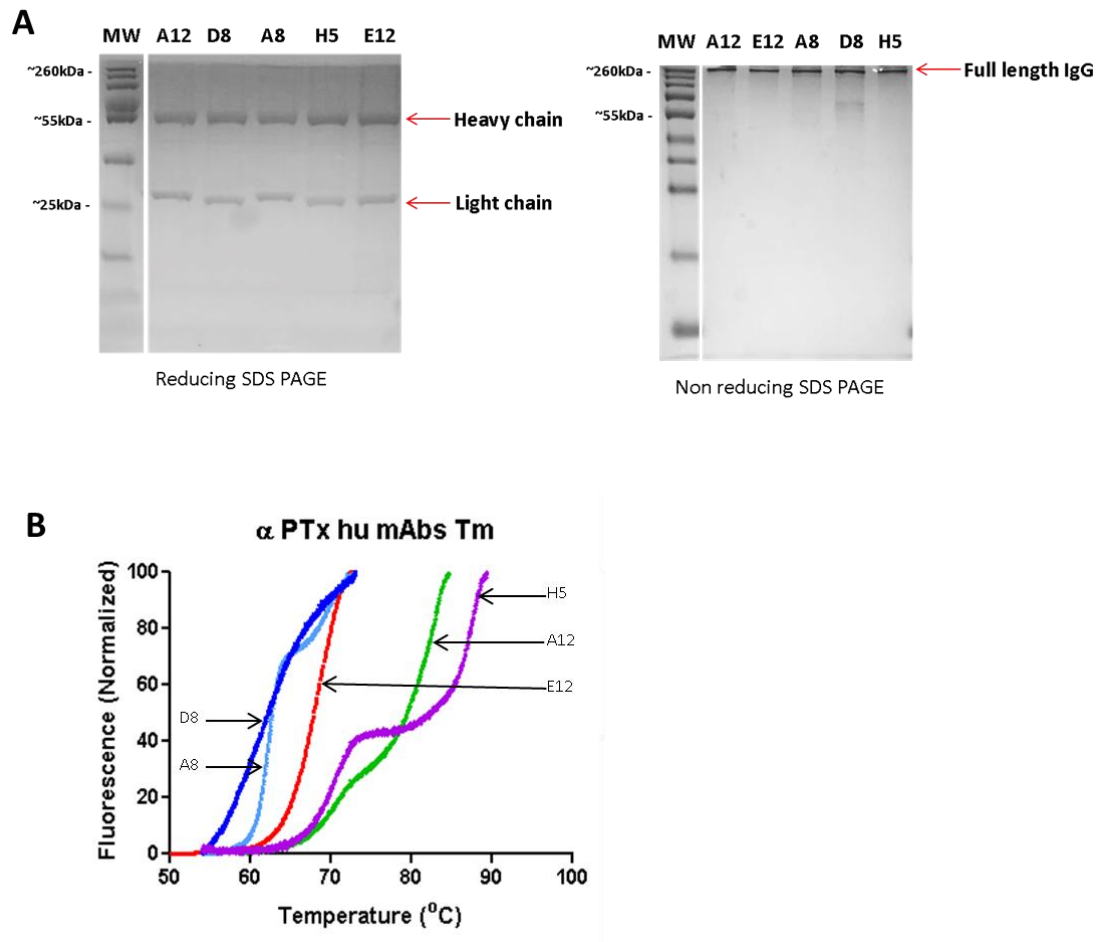 A
MW A12 D8 A8 H5 E12
~260kDa -
~55kDa -
~25kDa -
Heavy chain
Light chain
Reducing SDS PAGE
MW A12 E12 A8 D8 H5
~260kDa -
~55kDa -
Full length IgG
Non reducing SDS PAGE
B
α PTx hu mAbs Tm
Fluorescence (Normalized)
100
80
60
40
20
0
50 60 70 80 90 100
Temperature (⁰C)
H5
A12
E12
D8
A8